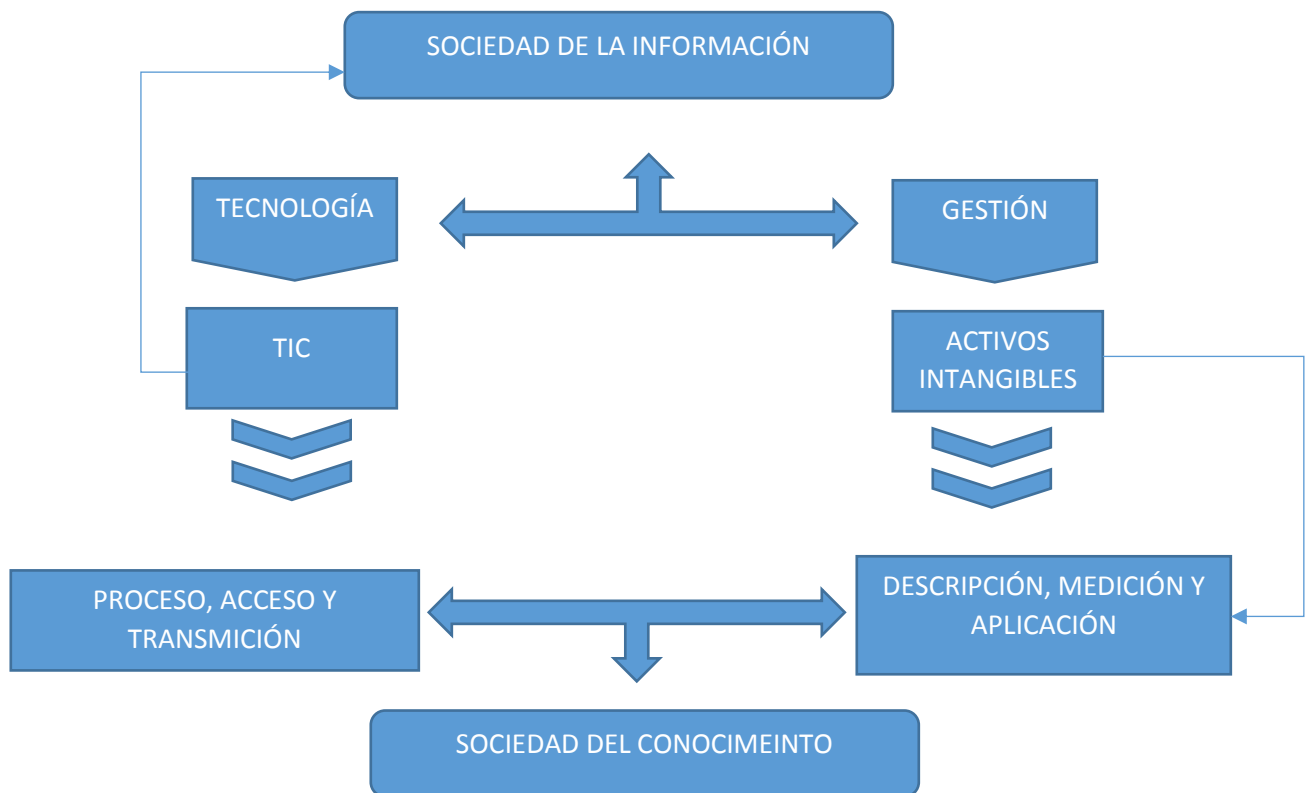 SOCIEDAD DE LA INFORMACIÓN
TECNOLOGÍA
GESTIÓN
TIC
ACTIVOS
INTANGIBLES
PROCESO, ACCESO Y
TRANSMICIÓN
DESCRIPCIÓN, MEDICIÓN Y
APLICACIÓN
SOCIEDAD DEL CONOCIMEINTO